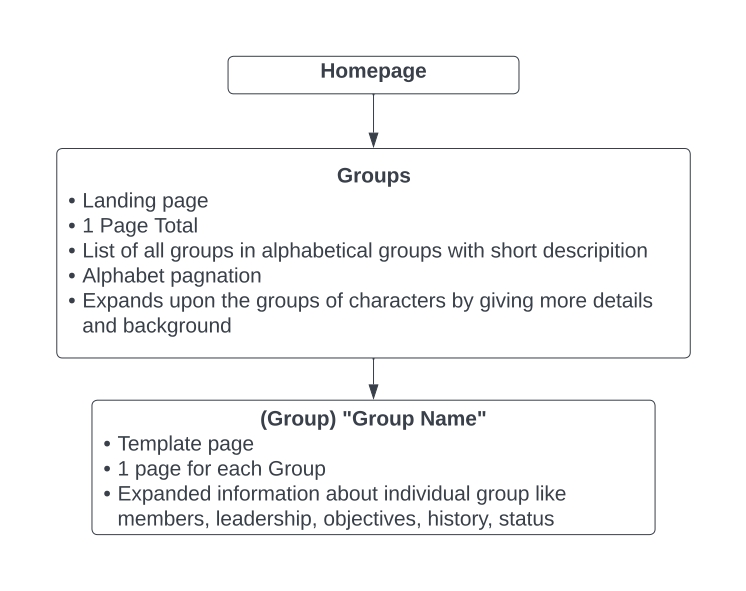 Homepage
Groups
• Landing page
• 1 Page Total
• List of all groups in alphabetical groups with short descripition
• Alphabet pagnation
• Expands upon the groups of characters by giving more details
and background
(Group) "Group Name"
• Template page
• 1 page for each Group
• Expanded information about individual group like
members, leadership, objectives, history, status